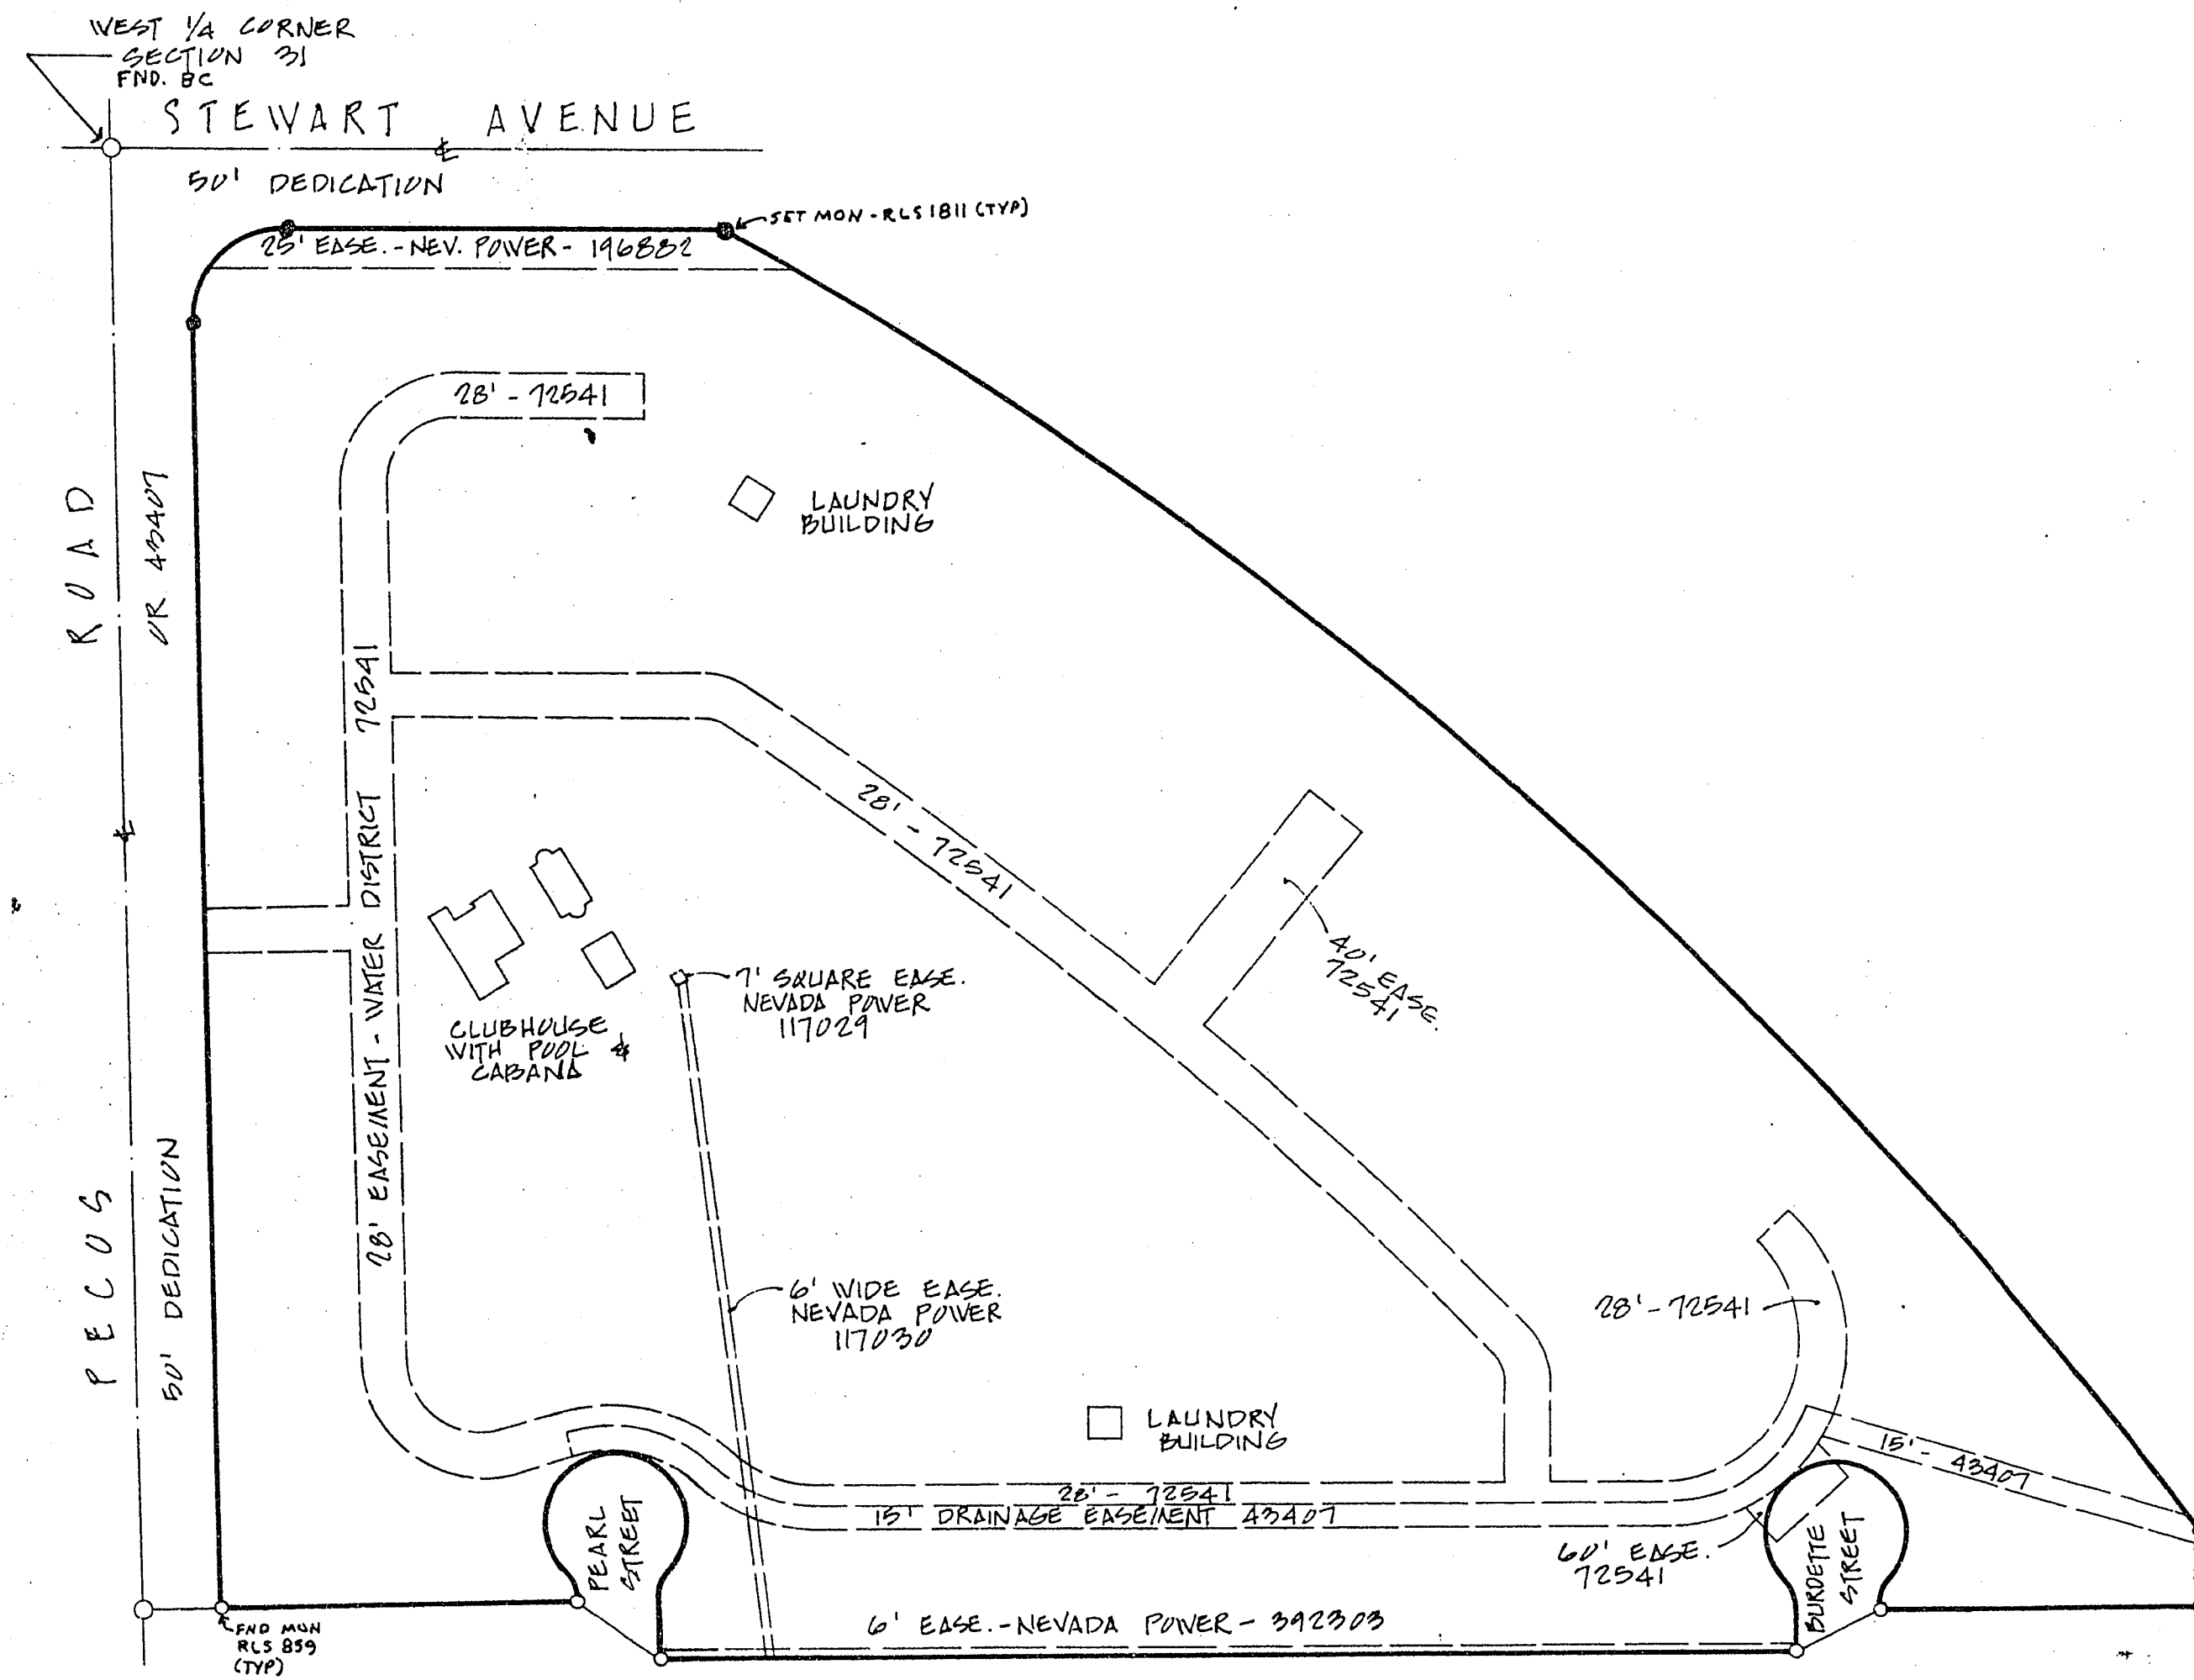 WEST 1/4 CORNER
SECTION 31
FND. BC
STEWART AVENUE
℄
50' DEDICATION
SET MON - RLS 1811 (TYP)
25' EASE. - NEV. POWER - 196882
28' - 72541
LAUNDRY
BUILDING
PECOS ROAD
℄
OR 43407
50' DEDICATION
28' EASEMENT - WATER DISTRICT 72541
28' - 72541
40' EASE.
72541
CLUBHOUSE
WITH POOL &
CABANA
7' SQUARE EASE.
NEVADA POWER
117029
6' WIDE EASE.
NEVADA POWER
117030
28' - 72541
LAUNDRY
BUILDING
15' - 43407
28' - 72541
15' DRAINAGE EASEMENT 43407
PEARL
STREET
60' EASE.
72541
BURDETTE
STREET
6' EASE. - NEVADA POWER - 392303
FND MON
RLS 859
(TYP)